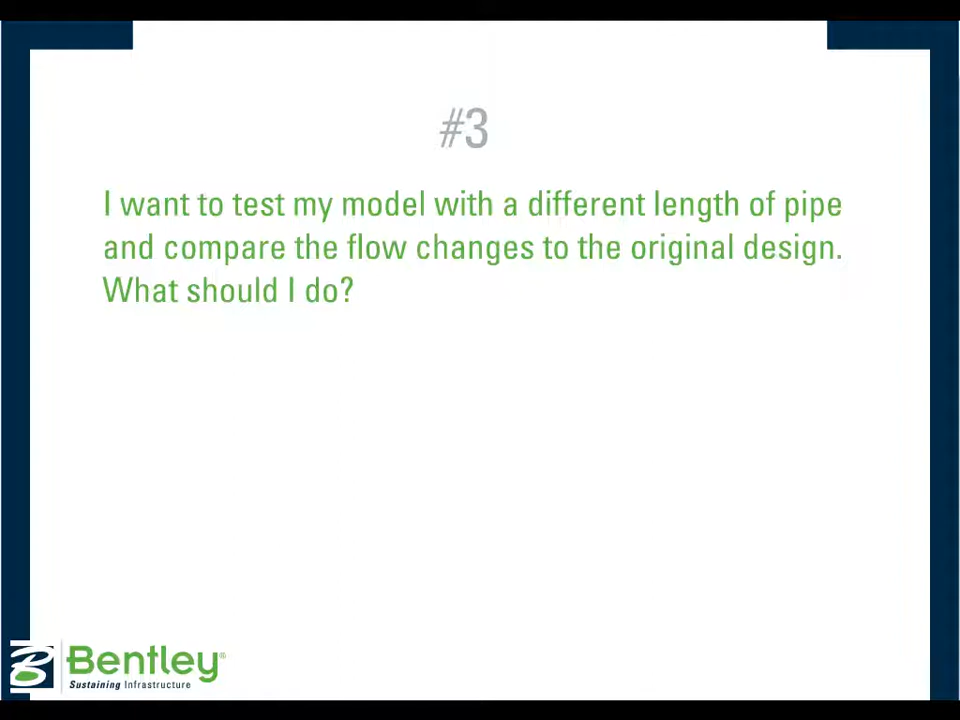 #3
I want to test my model with a different length of pipe
and compare the flow changes to the original design.
What should I do?
Bentley®
Sustaining Infrastructure